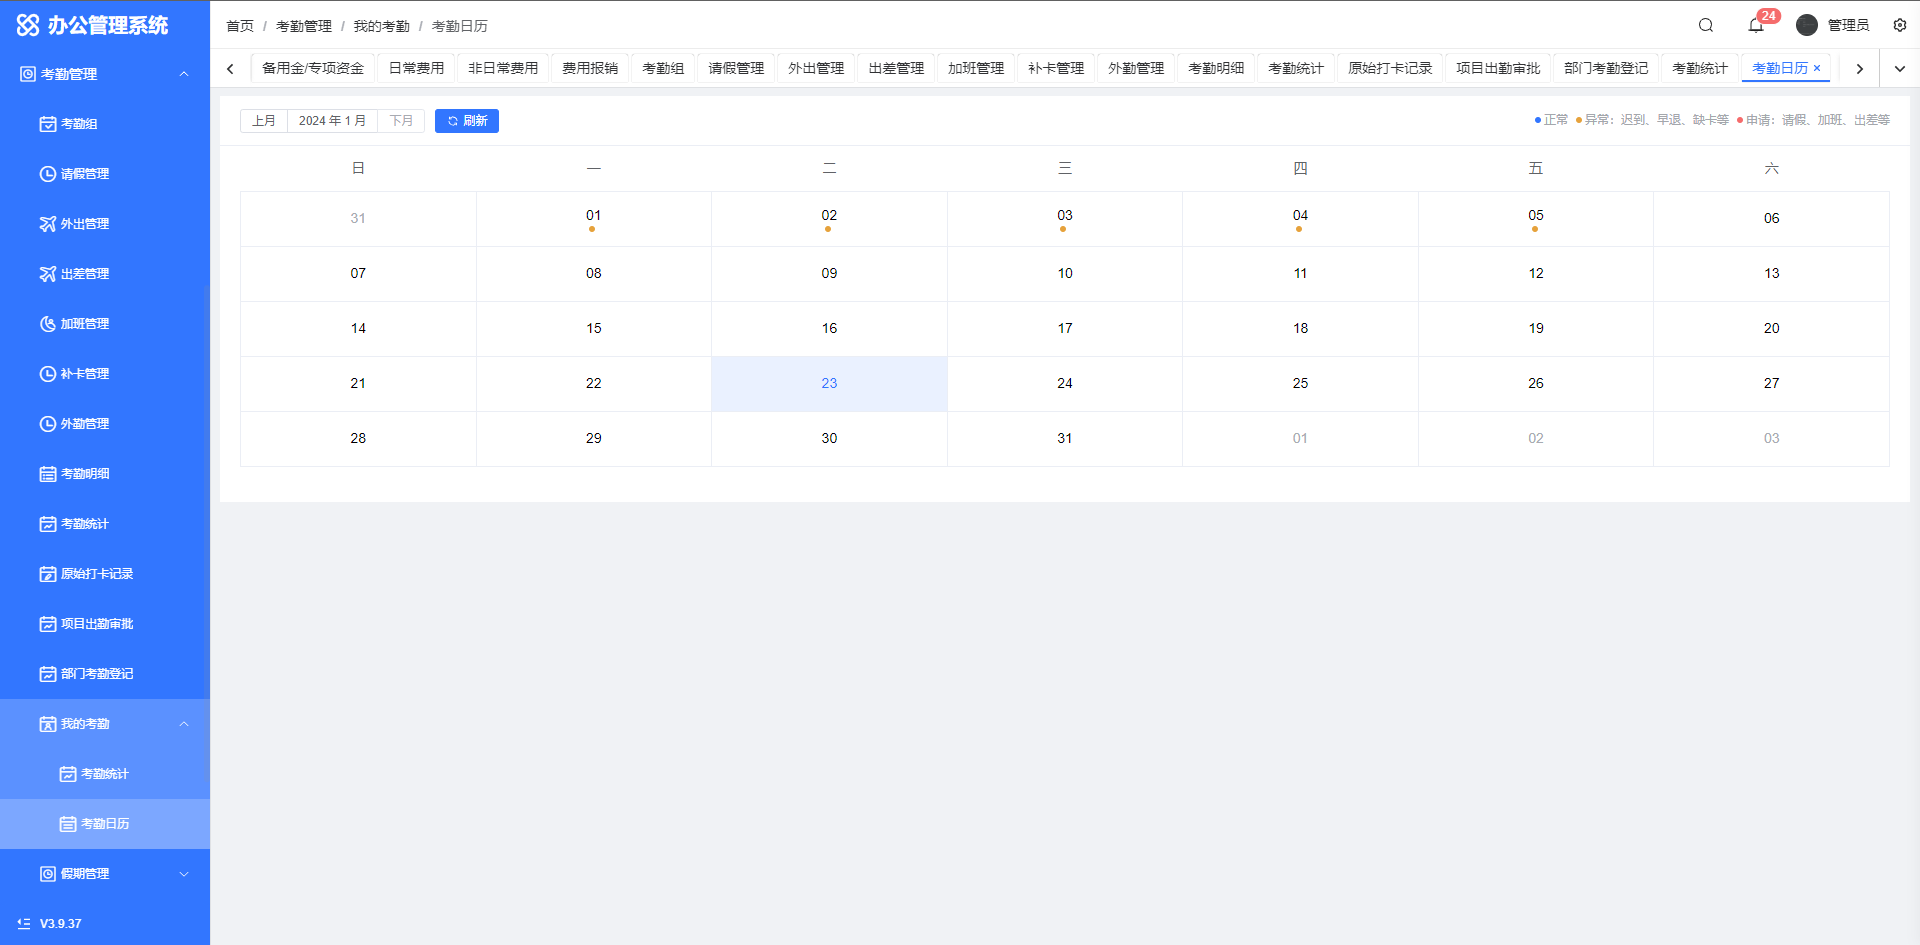 办公管理系统
首页 / 考勤管理 / 我的考勤 / 考勤日历
24
管理员
备用金/专项资金 日常费用 非日常费用 费用报销 考勤组 请假管理 外出管理 出差管理 加班管理 补卡管理 外勤管理 考勤明细 考勤统计 原始打卡记录 项目出勤审批 部门考勤登记 考勤统计 考勤日历 ×
考勤管理
考勤组
请假管理
外出管理
出差管理
加班管理
补卡管理
外勤管理
考勤明细
考勤统计
原始打卡记录
项目出勤审批
部门考勤登记
我的考勤
考勤统计
考勤日历
假期管理
V3.9.37
上月 2024 年 1 月 下月 刷新
正常 异常：迟到、早退、缺卡等 申请：请假、加班、出差等
日 一 二 三 四 五 六
31 01 02 03 04 05 06
07 08 09 10 11 12 13
14 15 16 17 18 19 20
21 22 23 24 25 26 27
28 29 30 31 01 02 03